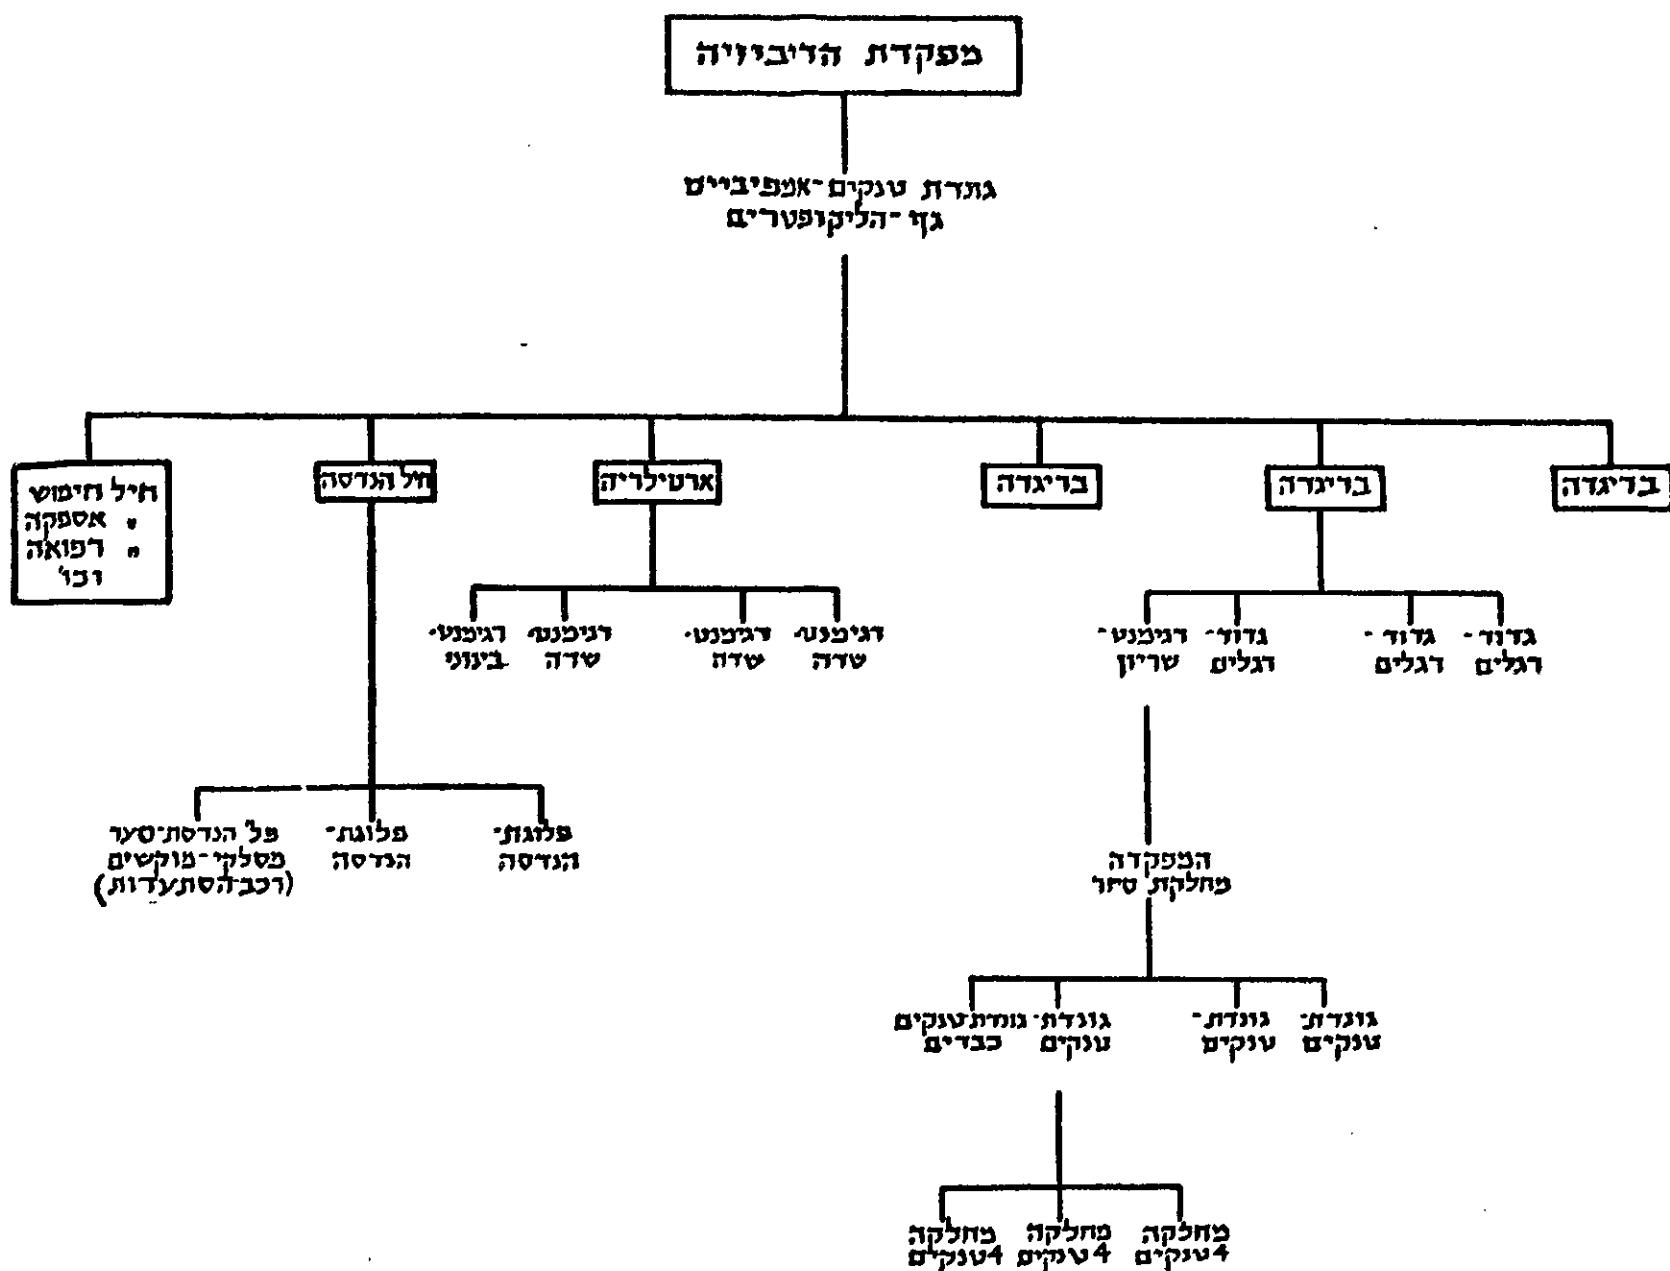 מפקדת הדיביזיה
גונדת טנקים-אמפיביים
גף-הליקופטרים
בריגדה
בריגדה
בריגדה
ארטילריה
חיל הנדסה
חיל חימוש
" אספקה
" רפואה
וכו'
גדוד-
רגלים
גדוד-
רגלים
גדוד-
רגלים
רגימנט-
שריון
רגימנט-
שדה
רגימנט-
שדה
רגימנט-
שדה
רגימנט-
בינוני
פלוגת-
הנדסה
פלוגת-
הנדסה
פל' הנדסת-סער
מסלקי-מוקשים
(רכב-הסתערות)
המפקדה
מחלקת סיור
גונדת-
טנקים
גונדת-
טנקים
גונדת-
טנקים
גונדת-טנקים
כבדים
מחלקה
4 טנקים
מחלקה
4 טנקים
מחלקה
4 טנקים